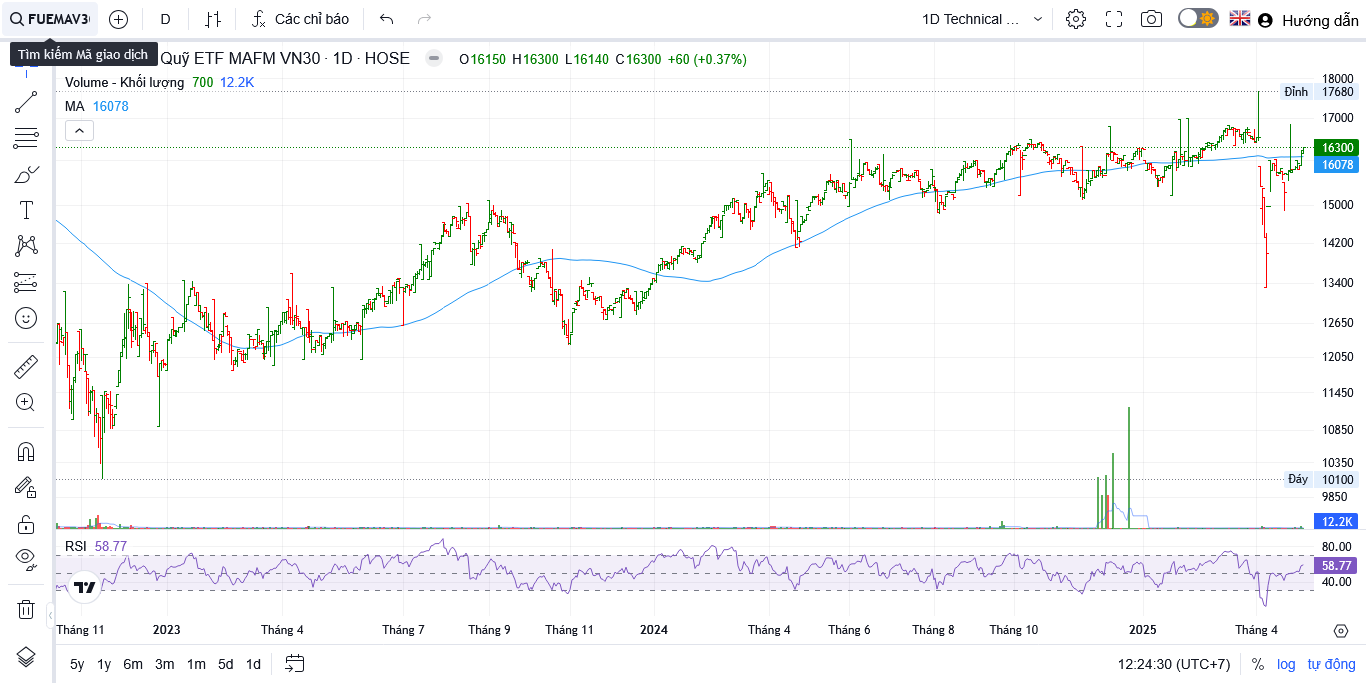 FUEMAV3
D
Các chỉ báo
1D Technical ...
Hướng dẫn
Tìm kiếm Mã giao dịch
Quỹ ETF MAFM VN30 · 1D · HOSE
O16150 H16300 L16140 C16300 +60 (+0.37%)
Volume - Khối lượng 700 12.2K
MA 16078
18000
Đỉnh 17680
17000
16300
16078
15000
14200
13400
12650
12050
11450
10850
10350
Đáy 10100
9850
12.2K
RSI 58.77
80.00
58.77
40.00
Tháng 11 2023 Tháng 4 Tháng 7 Tháng 9 Tháng 11 2024 Tháng 4 Tháng 6 Tháng 8 Tháng 10 2025 Tháng 4
5y 1y 6m 3m 1m 5d 1d
12:24:30 (UTC+7) % log tự động